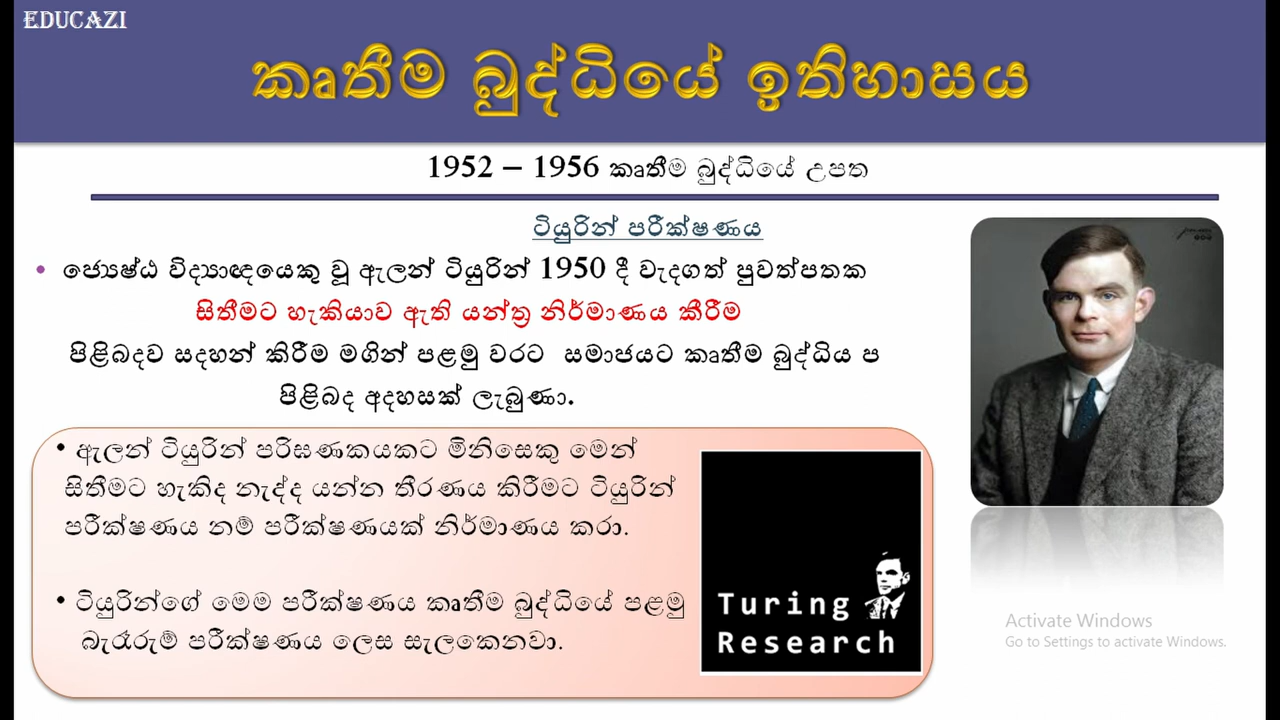 EDUCAZI
කෘතීම බුද්ධියේ ඉතිහාසය
1952 – 1956 කෘතීම බුද්ධියේ උපත
ටියුරින් පරීක්ෂණය
• ජ්‍යෙෂ්ඨ විද්‍යාඥයෙකු වූ ඇලන් ටියුරින් 1950 දී වැදගත් පුවත්පතක
සිතීමට හැකියාව ඇති යන්ත්‍ර නිර්මාණය කීරීම
පිළිබදව සදහන් කිරීම මගින් පළමු වරට සමාජයට කෘතීම බුද්ධිය ප
පිළිබද අදහසක් ලැබුණා.
• ඇලන් ටියුරින් පරිඝණකයකට මිනිසෙකු මෙන්
සිතීමට හැකිද නැද්ද යන්න තීරණය කිරීමට ටියුරින්
පරීක්ෂණය නම් පරීක්ෂණයක් නිර්මාණය කරා.
• ටියුරින්ගේ මෙම පරීක්ෂණය කෘතීම බුද්ධියේ පළමු
බැරෑරුම් පරීක්ෂණය ලෙස සැලකෙනවා.
Turing
Research
Activate Windows
Go to Settings to activate Windows.